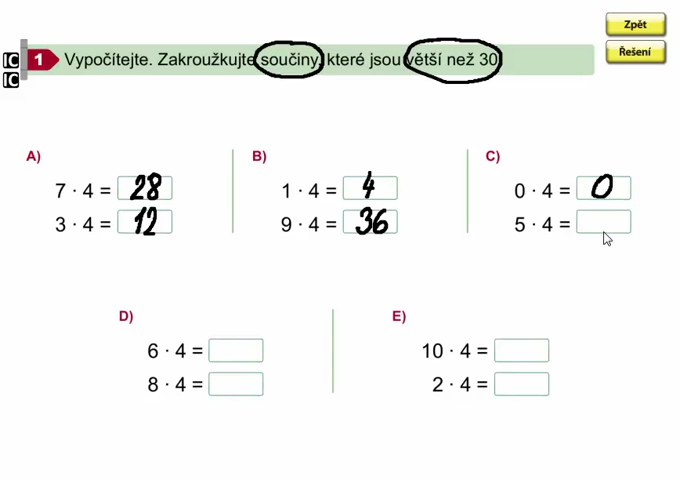 Zpět
Řešení
1 Vypočítejte. Zakroužkujte součiny, které jsou větší než 30.
A)
7 · 4 = 28
3 · 4 = 12
B)
1 · 4 = 4
9 · 4 = 36
C)
0 · 4 = 0
5 · 4 =
D)
6 · 4 =
8 · 4 =
E)
10 · 4 =
2 · 4 =